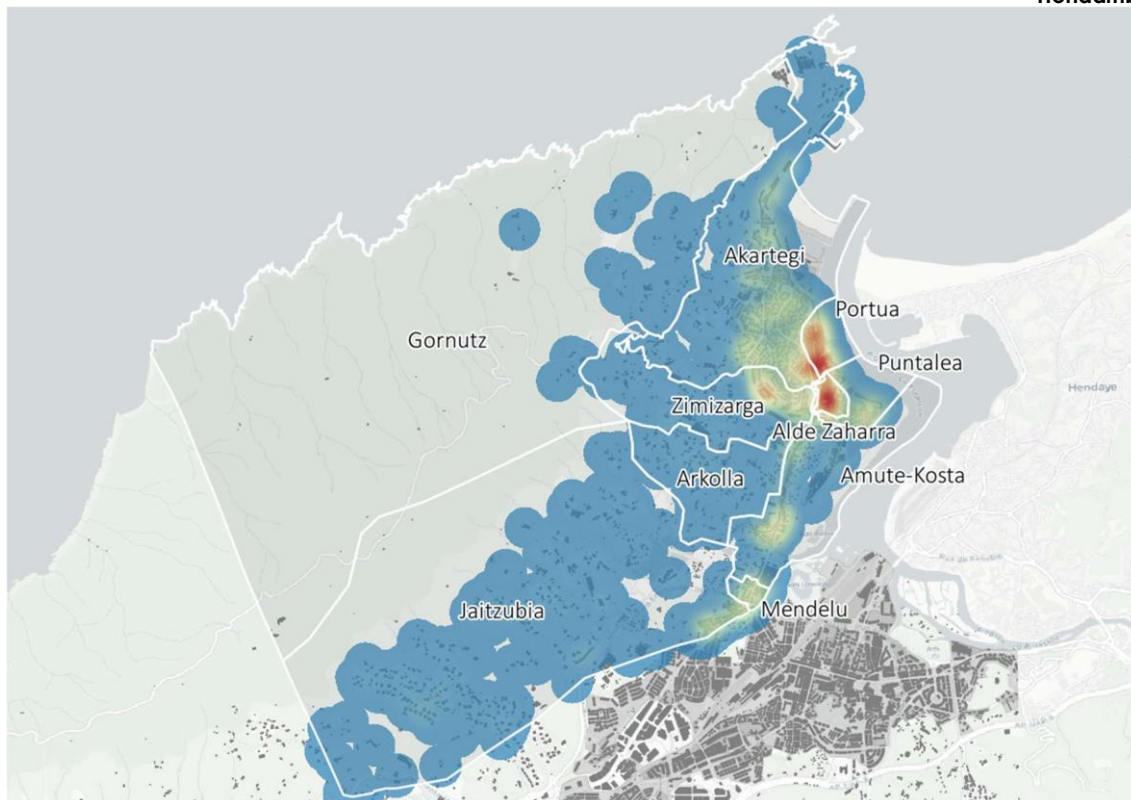 Akartegi
Portua
Gornutz
Puntalea
Hendaye
Zimizarga
Alde Zaharra
Arkolla
Amute-Kosta
Jaitzubia
Mendelu
H